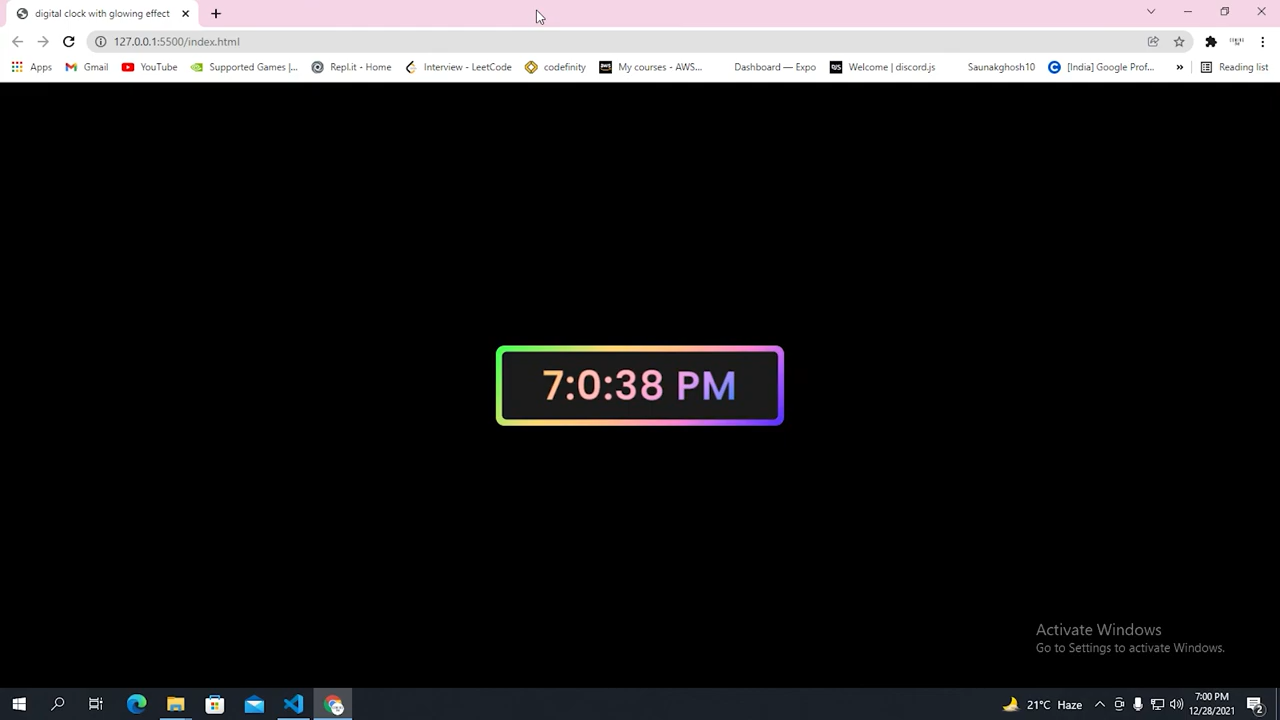 digital clock with glowing effect
127.0.0.1:5500/index.html
Apps Gmail YouTube Supported Games |... Repl.it - Home Interview - LeetCode codefinity aws My courses - AWS... Dashboard — Expo DJS Welcome | discord.js Saunakghosh10 [India] Google Prof... » Reading list
7:0:38 PM
Activate Windows
Go to Settings to activate Windows.
21°C Haze 7:00 PM
12/28/2021
2